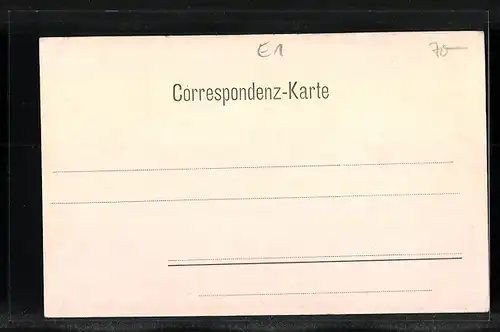 E1 70—
Correspondenz-Karte